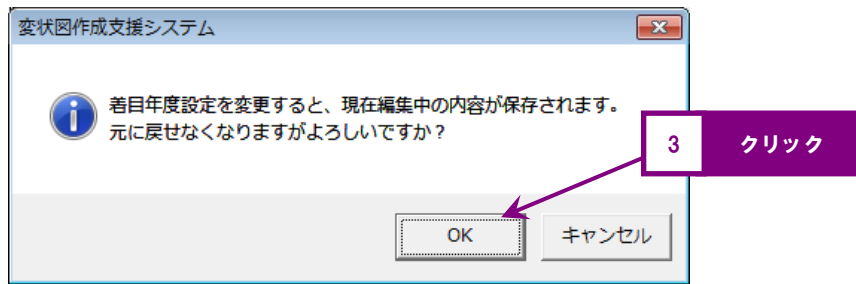 変状図作成支援システム
着目年度設定を変更すると、現在編集中の内容が保存されます。
元に戻せなくなりますがよろしいですか？
3 クリック
OK キャンセル